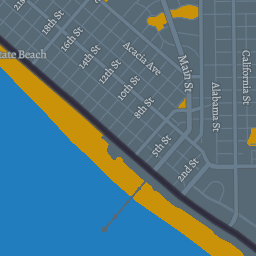 21s
18th St
16th St
14th St
12th St
10th St
8th St
5th St
2nd St
Acacia Ave
Main St
Alabama St
California St
ate Beach